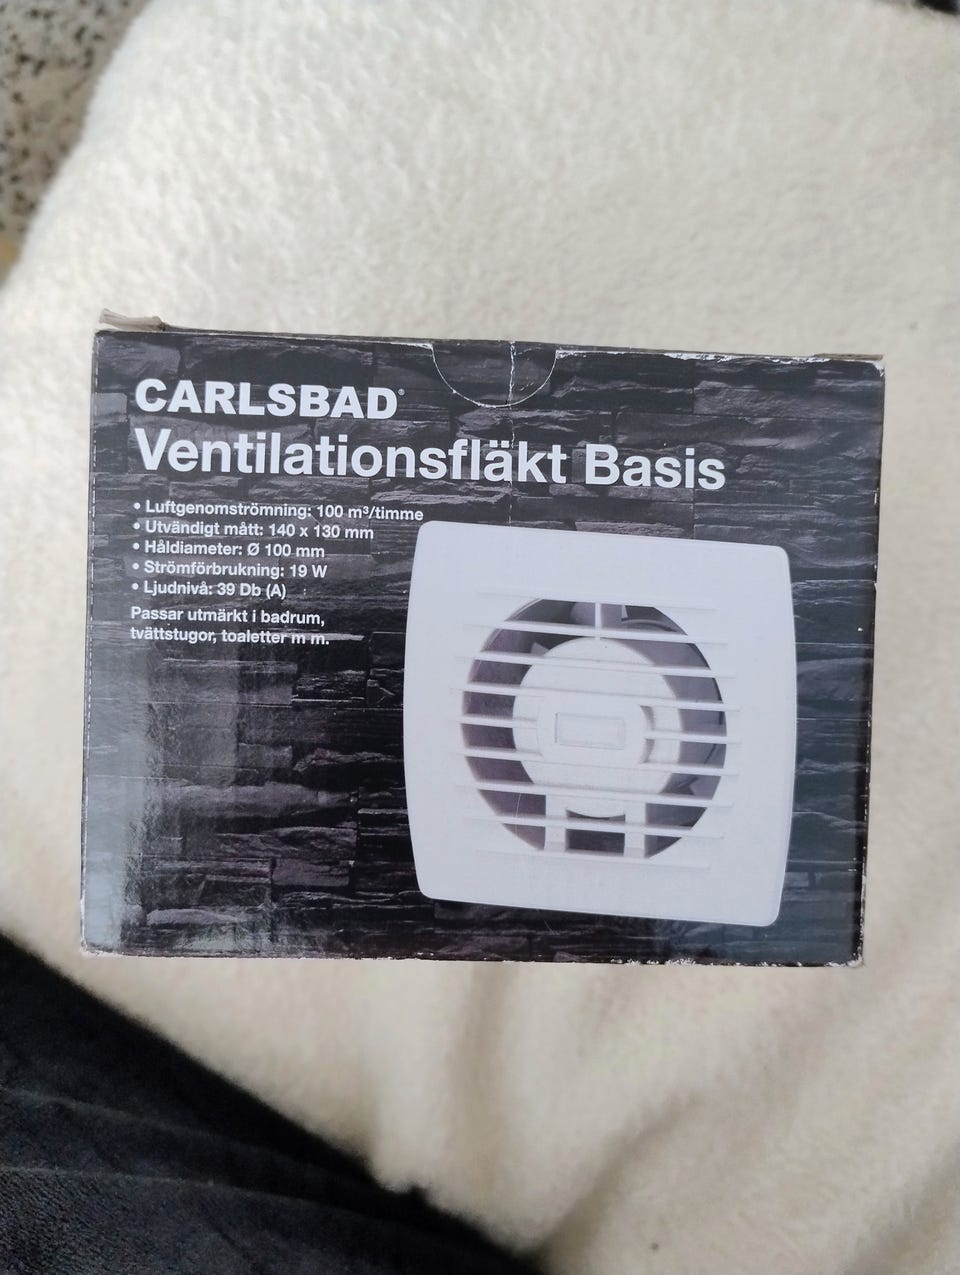 CARLSBAD®
Ventilationsfläkt Basis
• Luftgenomströmning: 100 m³/timme
• Utvändigt mått: 140 x 130 mm
• Håldiameter: Ø 100 mm
• Strömförbrukning: 19 W
• Ljudnivå: 39 Db (A)
Passar utmärkt i badrum,
tvättstugor, toaletter m m.